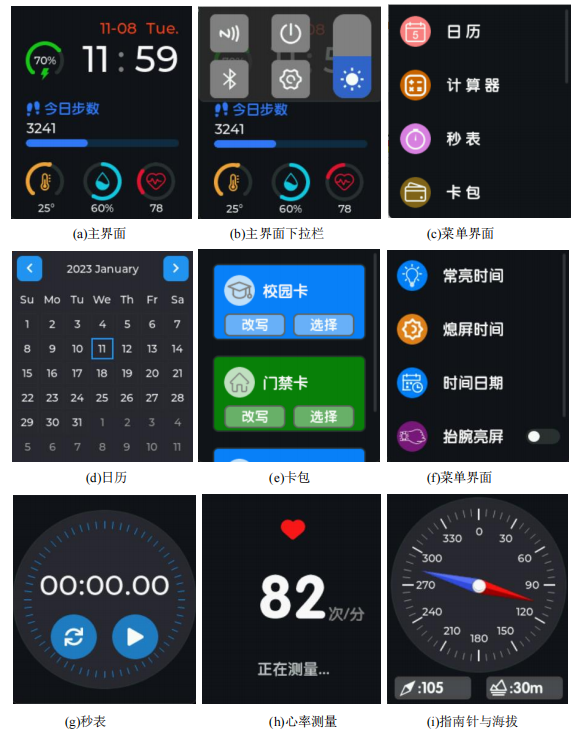 11-08 Tue.
70%
11:59
今日步数
3241
25°
60%
78
(a)主界面
今日步数
3241
25°
60%
78
(b)主界面下拉栏
5
日历
计算器
秒表
卡包
(c)菜单界面
2023 January
Su Mo Tu We Th Fr Sa
1 2 3 4 5 6 7
8 9 10 11 12 13 14
15 16 17 18 19 20 21
22 23 24 25 26 27 28
29 30 31 1 2 3 4
5 6 7 8 9 10 11
(d)日历
校园卡
改写 选择
门禁卡
改写 选择
(e)卡包
常亮时间
熄屏时间
时间日期
抬腕亮屏
(f)菜单界面
00:00.00
(g)秒表
82次/分
正在测量...
(h)心率测量
0
330
300 60
270 90
240 120
210 180 150
:105 :30m
(i)指南针与海拔